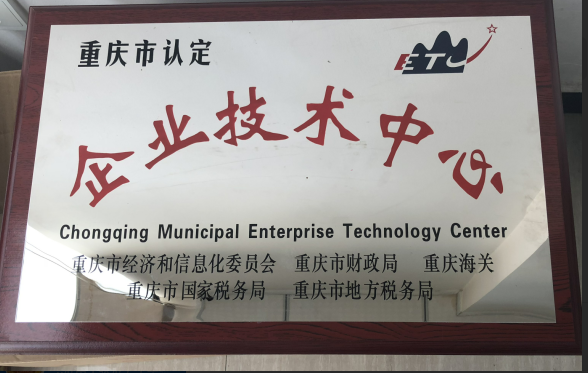 重庆市认定
ETC
企业技术中心
Chongqing Municipal Enterprise Technology Center
重庆市经济和信息化委员会 重庆市财政局 重庆海关
重庆市国家税务局 重庆市地方税务局